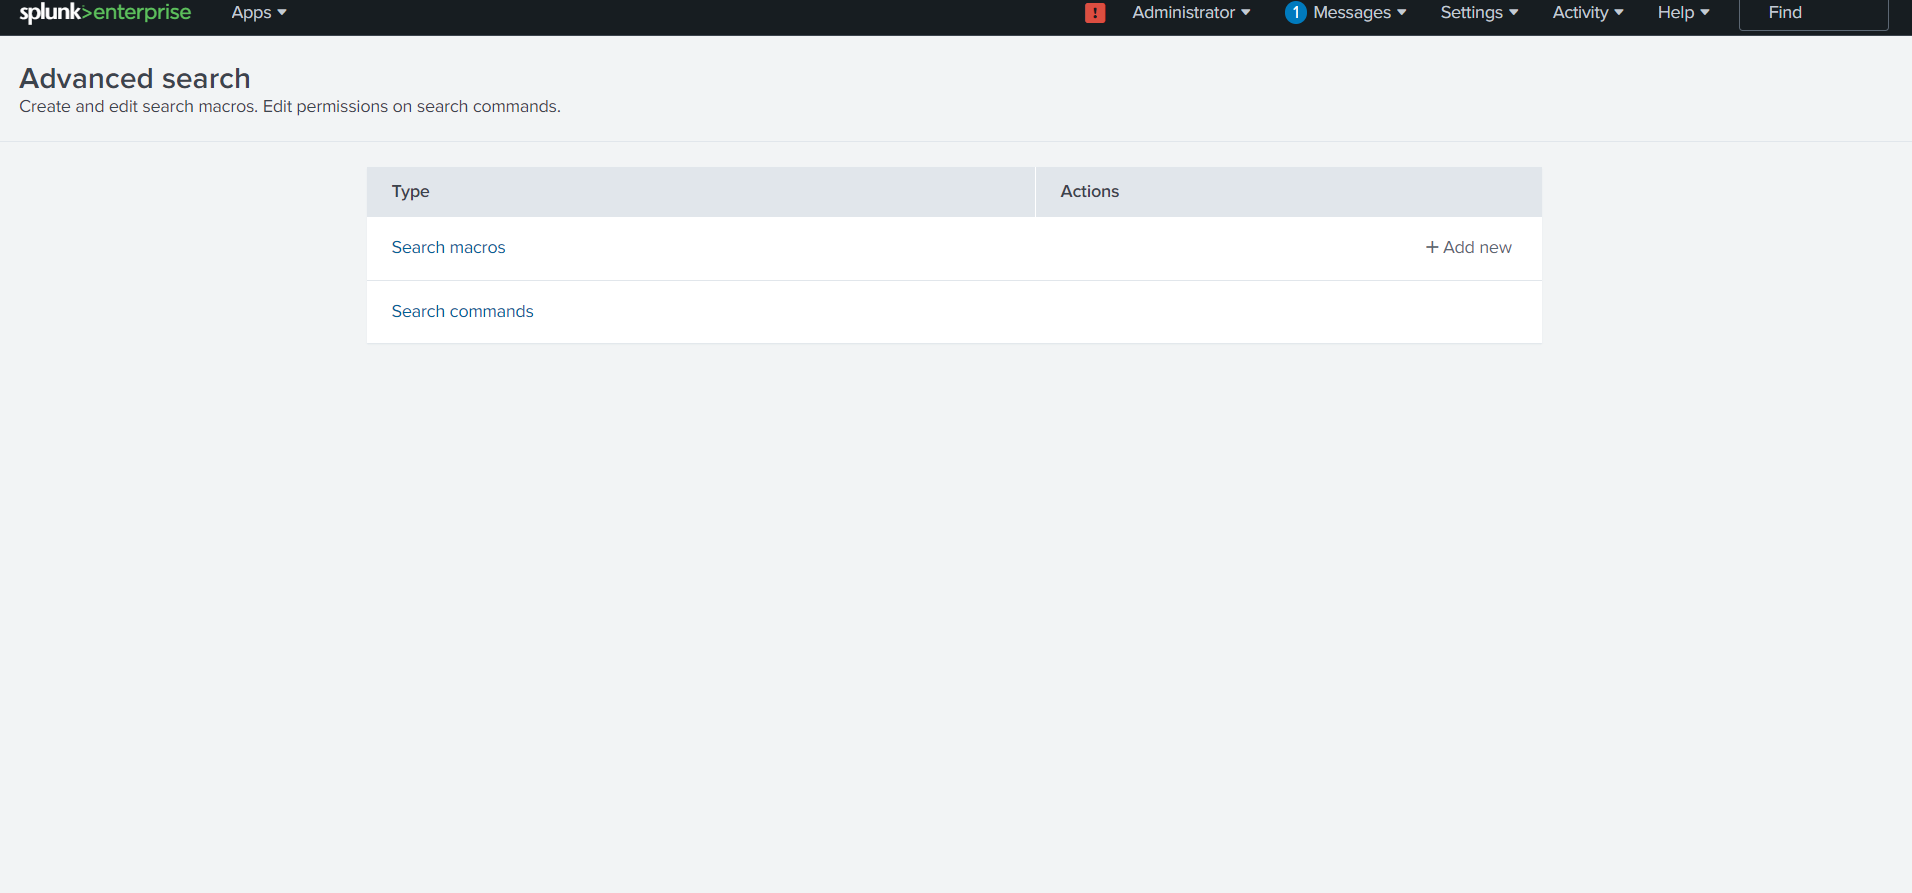 splunk>enterprise Apps ! Administrator 1 Messages Settings Activity Help Find
Advanced search
Create and edit search macros. Edit permissions on search commands.
Type Actions
Search macros + Add new
Search commands